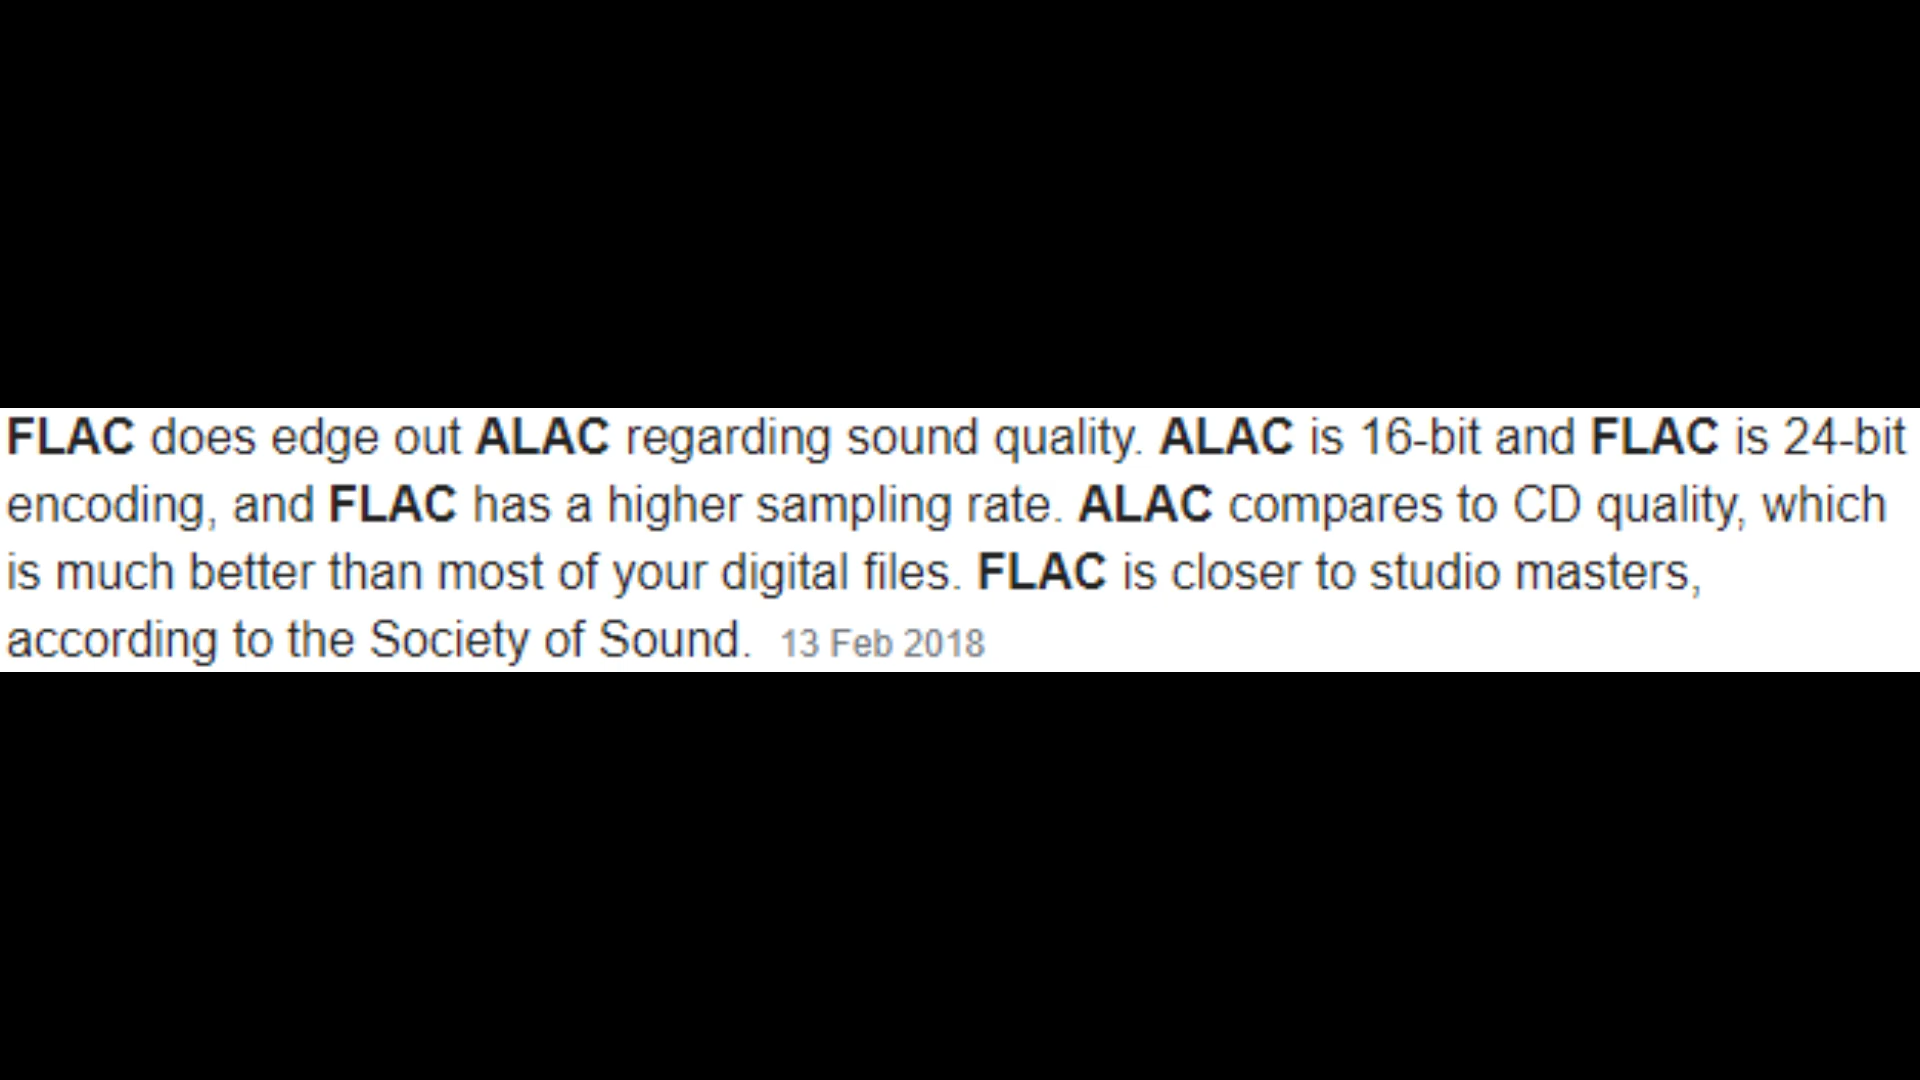 FLAC does edge out ALAC regarding sound quality. ALAC is 16-bit and FLAC is 24-bit
encoding, and FLAC has a higher sampling rate. ALAC compares to CD quality, which
is much better than most of your digital files. FLAC is closer to studio masters,
according to the Society of Sound. 13 Feb 2018